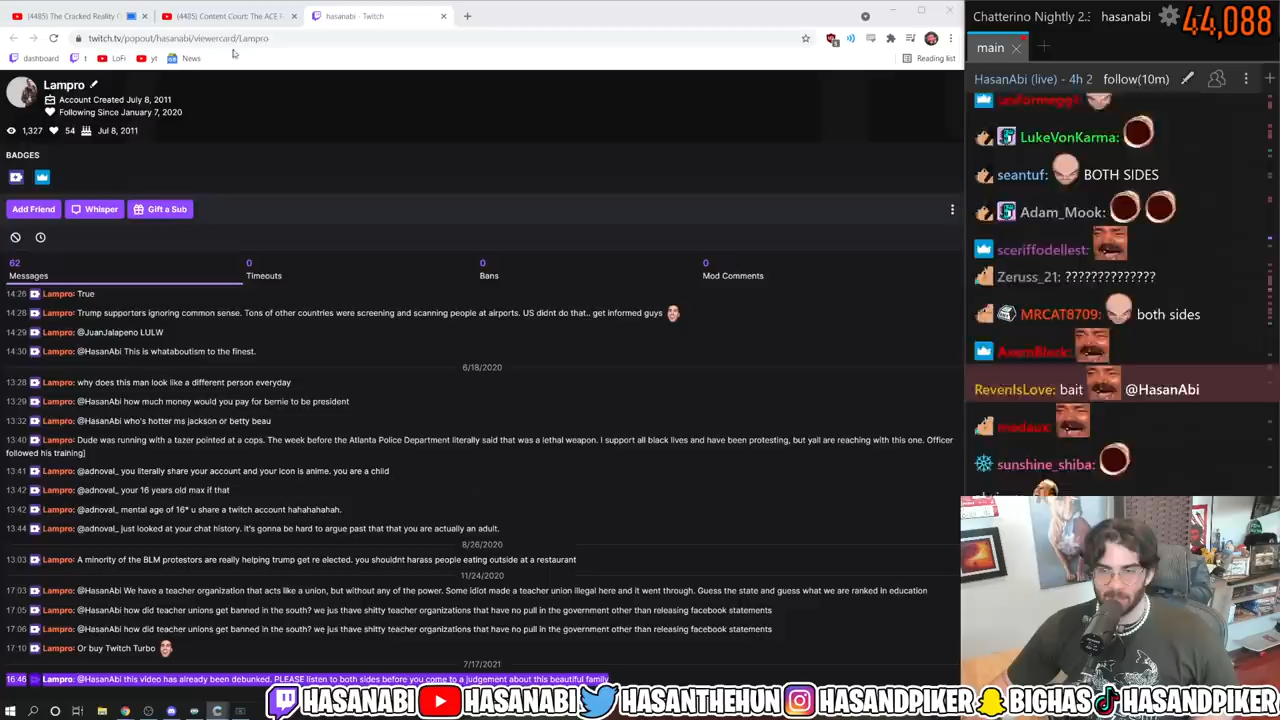 (4485) The Cracked Reality C
(4485) Content Court: The ACE F
hasanabi - Twitch
twitch.tv/popout/hasanabi/viewercard/Lampro
dashboard
t
LoFi
yt
News
Reading list
Lampro
Account Created July 8, 2011
Following Since January 7, 2020
1,327 54 Jul 8, 2011
BADGES
Add Friend
Whisper
Gift a Sub
62 0 0 0
Messages Timeouts Bans Mod Comments
14:26 Lampro: True
14:28 Lampro: Trump supporters ignoring common sense. Tons of other countries were screening and scanning people at airports. US didnt do that.. get informed guys
14:29 Lampro: @JuanJalapeno LULW
14:30 Lampro: @HasanAbi This is whataboutism to the finest.
6/18/2020
13:28 Lampro: why does this man look like a different person everyday
13:29 Lampro: @HasanAbi how much money would you pay for bernie to be president
13:32 Lampro: @HasanAbi who's hotter ms jackson or betty beau
13:40 Lampro: Dude was running with a tazer pointed at a cops. The week before the Atlanta Police Department literally said that was a lethal weapon. I support all black lives and have been protesting, but yall are reaching with this one. Officer
followed his training]
13:41 Lampro: @adnoval_ you literally share your account and your icon is anime. you are a child
13:42 Lampro: @adnoval_ your 16 years old max if that
13:42 Lampro: @adnoval_ mental age of 16* u share a twitch account hahahahahah.
13:44 Lampro: @adnoval_ just looked at your chat history. it's gonna be hard to argue past that that you are actually an adult.
8/26/2020
13:03 Lampro: A minority of the BLM protestors are really helping trump get re elected. you shouldnt harass people eating outside at a restaurant
11/24/2020
17:03 Lampro: @HasanAbi We have a teacher organization that acts like a union, but without any of the power. Some idiot made a teacher union illegal here and it went through. Guess the state and guess what we are ranked in education
17:05 Lampro: @HasanAbi how did teacher unions get banned in the south? we jus thave shitty teacher organizations that have no pull in the government other than releasing facebook statements
17:06 Lampro: @HasanAbi how did teacher unions get banned in the south? we jus thave shitty teacher organizations that have no pull in the government other than releasing facebook statements
17:10 Lampro: Or buy Twitch Turbo
7/17/2021
16:46 Lampro: @HasanAbi this video has already been debunked. PLEASE listen to both sides before you come to a judgement about this beautiful family
Chatterino Nightly 2. hasanabi 44,088
main
HasanAbi (live) - 4h 2 follow(10m)
LukeVonKarma:
seantuf: BOTH SIDES
Adam_Mook:
sceriffodellest:
Zeruss_21: ??????????????
MRCAT8709: both sides
AxemBlack:
RevenIsLove: bait @HasanAbi
modaux:
sunshine_shiba:
HASANABI HASANABI HASANTHEHUN HASANDPIKER BIGHAS HASANDPIKER